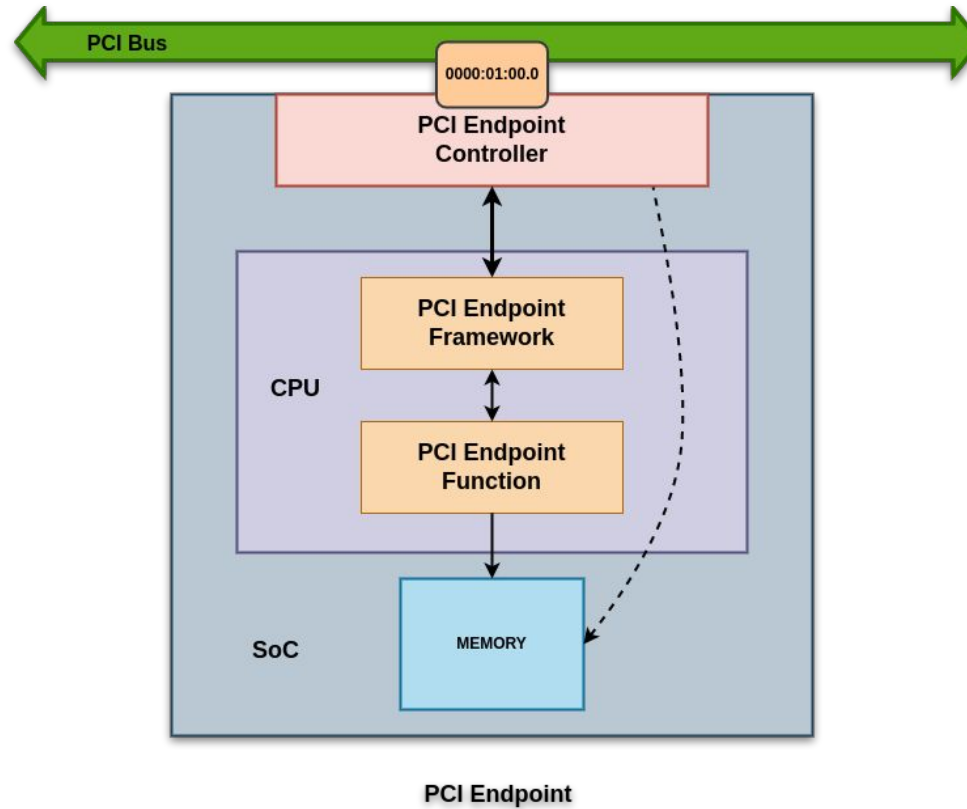 PCI Bus
0000:01:00.0
PCI Endpoint
Controller
PCI Endpoint
Framework
CPU
PCI Endpoint
Function
MEMORY
SoC
PCI Endpoint